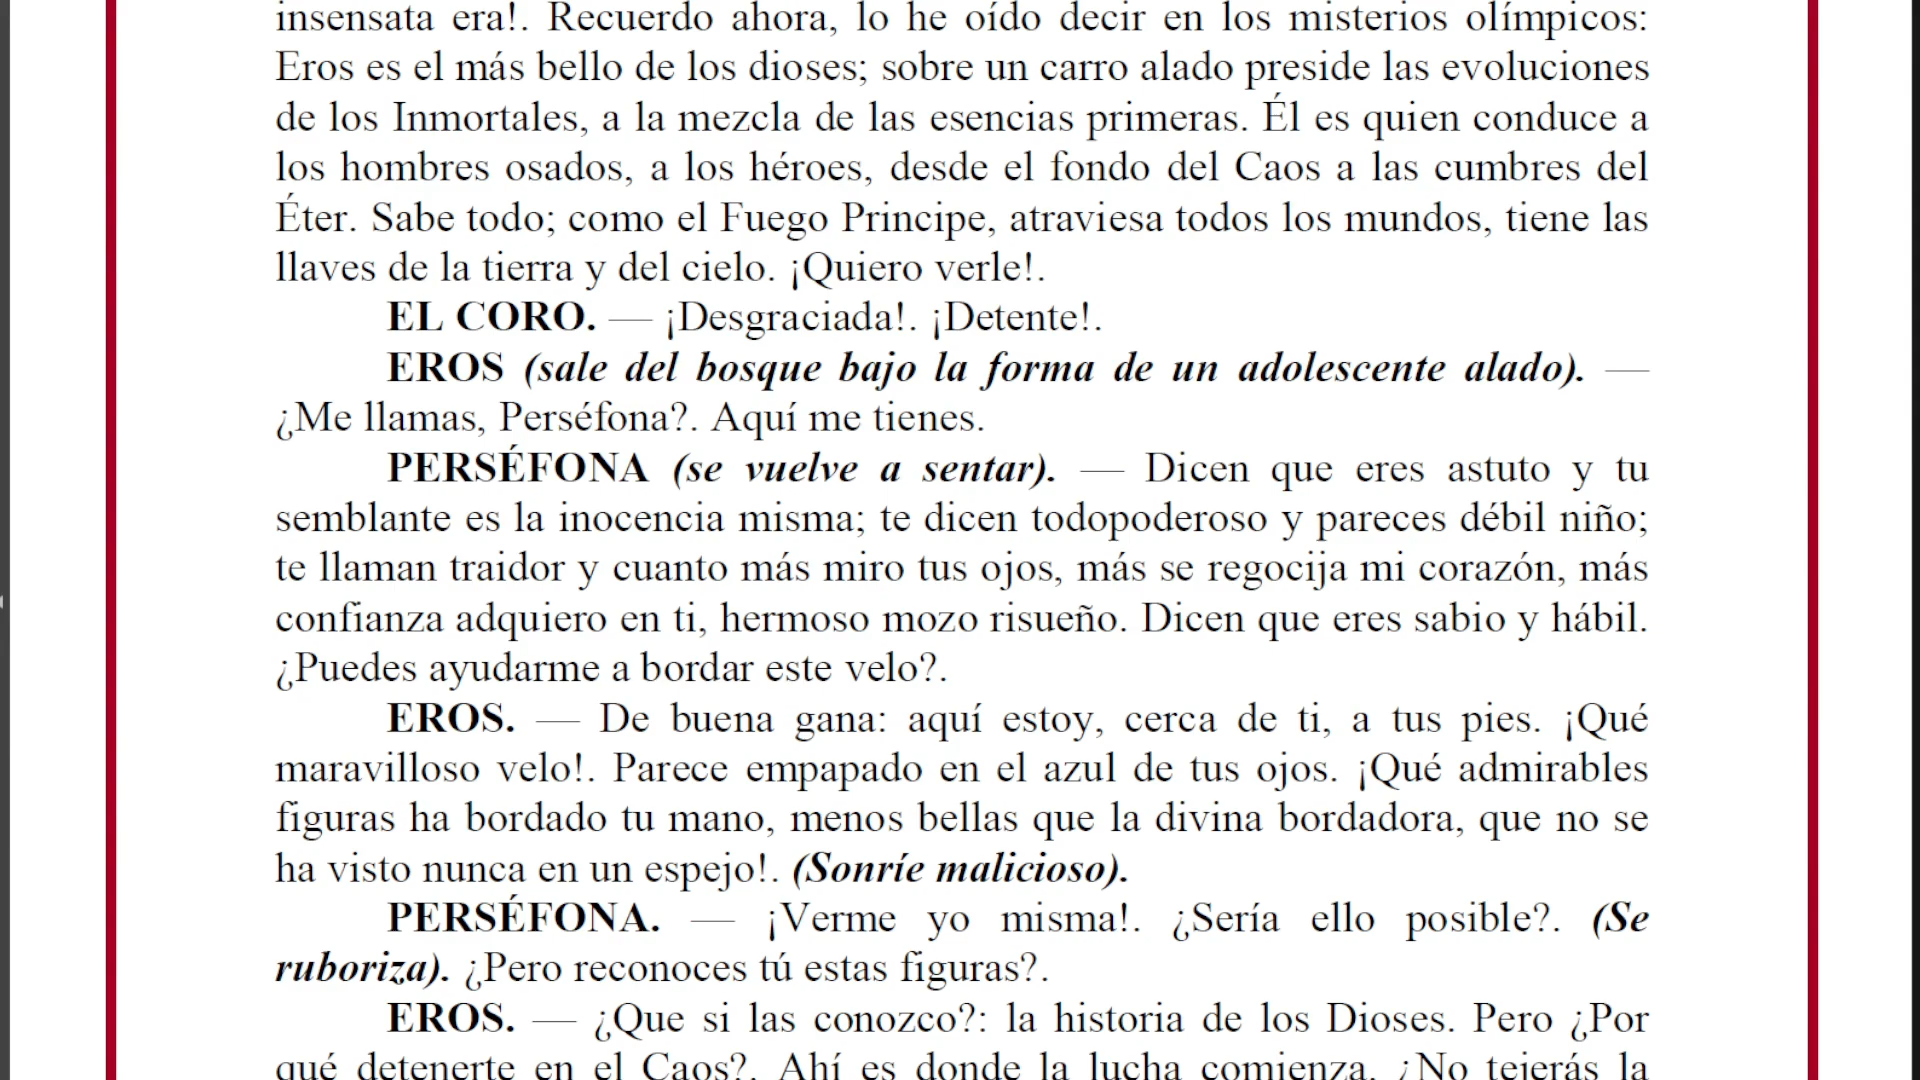 insensata era!. Recuerdo ahora, lo he oído decir en los misterios olímpicos:
Eros es el más bello de los dioses; sobre un carro alado preside las evoluciones
de los Inmortales, a la mezcla de las esencias primeras. Él es quien conduce a
los hombres osados, a los héroes, desde el fondo del Caos a las cumbres del
Éter. Sabe todo; como el Fuego Principe, atraviesa todos los mundos, tiene las
llaves de la tierra y del cielo. ¡Quiero verle!.
EL CORO. — ¡Desgraciada!. ¡Detente!.
EROS (sale del bosque bajo la forma de un adolescente alado). —
¿Me llamas, Perséfona?. Aquí me tienes.
PERSÉFONA (se vuelve a sentar). — Dicen que eres astuto y tu
semblante es la inocencia misma; te dicen todopoderoso y pareces débil niño;
te llaman traidor y cuanto más miro tus ojos, más se regocija mi corazón, más
confianza adquiero en ti, hermoso mozo risueño. Dicen que eres sabio y hábil.
¿Puedes ayudarme a bordar este velo?.
EROS. — De buena gana: aquí estoy, cerca de ti, a tus pies. ¡Qué
maravilloso velo!. Parece empapado en el azul de tus ojos. ¡Qué admirables
figuras ha bordado tu mano, menos bellas que la divina bordadora, que no se
ha visto nunca en un espejo!. (Sonríe malicioso).
PERSÉFONA. — ¡Verme yo misma!. ¿Sería ello posible?. (Se
ruboriza). ¿Pero reconoces tú estas figuras?.
EROS. — ¿Que si las conozco?: la historia de los Dioses. Pero ¿Por
qué detenerte en el Caos?. Ahí es donde la lucha comienza. ¿No tejerás la